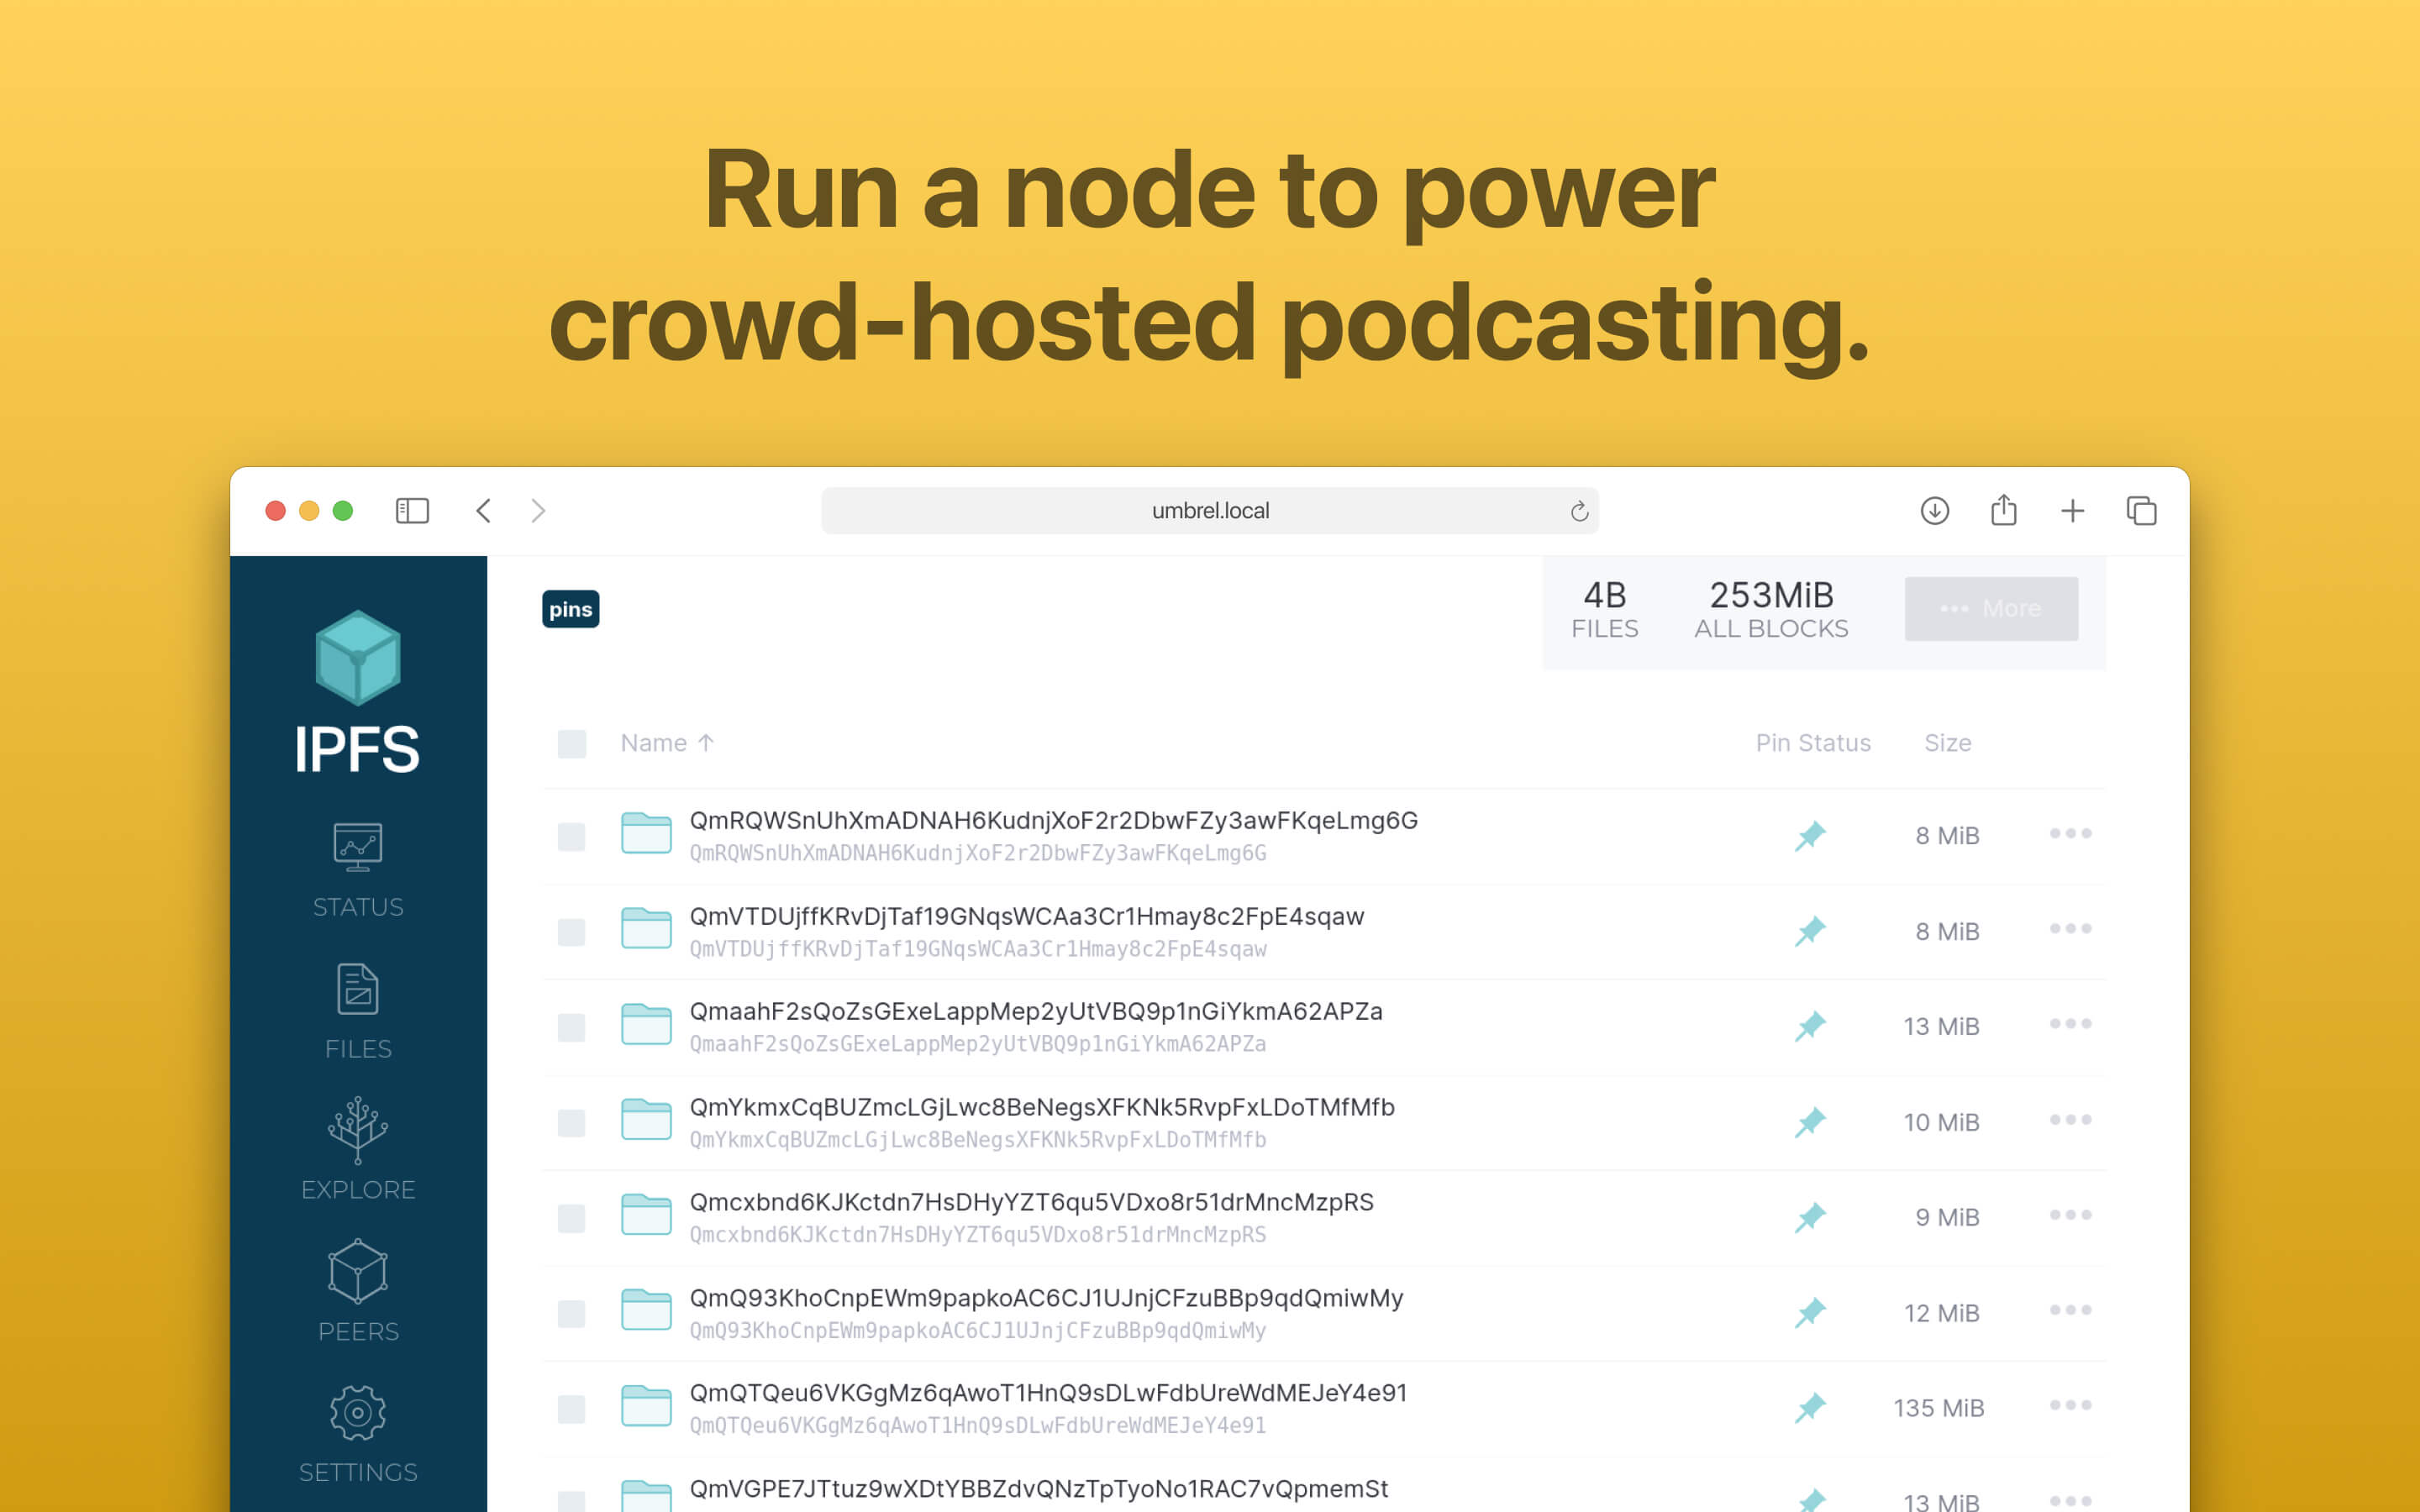 Run a node to power
crowd-hosted podcasting.
umbrel.local
IPFS
STATUS
FILES
EXPLORE
PEERS
SETTINGS
pins
4B
FILES
253MiB
ALL BLOCKS
••• More
Name ↑ Pin Status Size
QmRQWSnUhXmADNAH6KudnjXoF2r2DbwFZy3awFKqeLmg6G
QmRQWSnUhXmADNAH6KudnjXoF2r2DbwFZy3awFKqeLmg6G
8 MiB
QmVTDUjffKRvDjTaf19GNqsWCAa3Cr1Hmay8c2FpE4sqaw
QmVTDUjffKRvDjTaf19GNqsWCAa3Cr1Hmay8c2FpE4sqaw
8 MiB
QmaahF2sQoZsGExeLappMep2yUtVBQ9p1nGiYkmA62APZa
QmaahF2sQoZsGExeLappMep2yUtVBQ9p1nGiYkmA62APZa
13 MiB
QmYkmxCqBUZmcLGjLwc8BeNegsXFKNk5RvpFxLDoTMfMfb
QmYkmxCqBUZmcLGjLwc8BeNegsXFKNk5RvpFxLDoTMfMfb
10 MiB
Qmcxbnd6KJKctdn7HsDHyYZT6qu5VDxo8r51drMncMzpRS
Qmcxbnd6KJKctdn7HsDHyYZT6qu5VDxo8r51drMncMzpRS
9 MiB
QmQ93KhoCnpEWm9papkoAC6CJ1UJnjCFzuBBp9qdQmiwMy
QmQ93KhoCnpEWm9papkoAC6CJ1UJnjCFzuBBp9qdQmiwMy
12 MiB
QmQTQeu6VKGgMz6qAwoT1HnQ9sDLwFdbUreWdMEJeY4e91
QmQTQeu6VKGgMz6qAwoT1HnQ9sDLwFdbUreWdMEJeY4e91
135 MiB
QmVGPE7JTtuz9wXDtYBBZdvQNzTpTyoNo1RAC7vQpmemSt
13 MiB